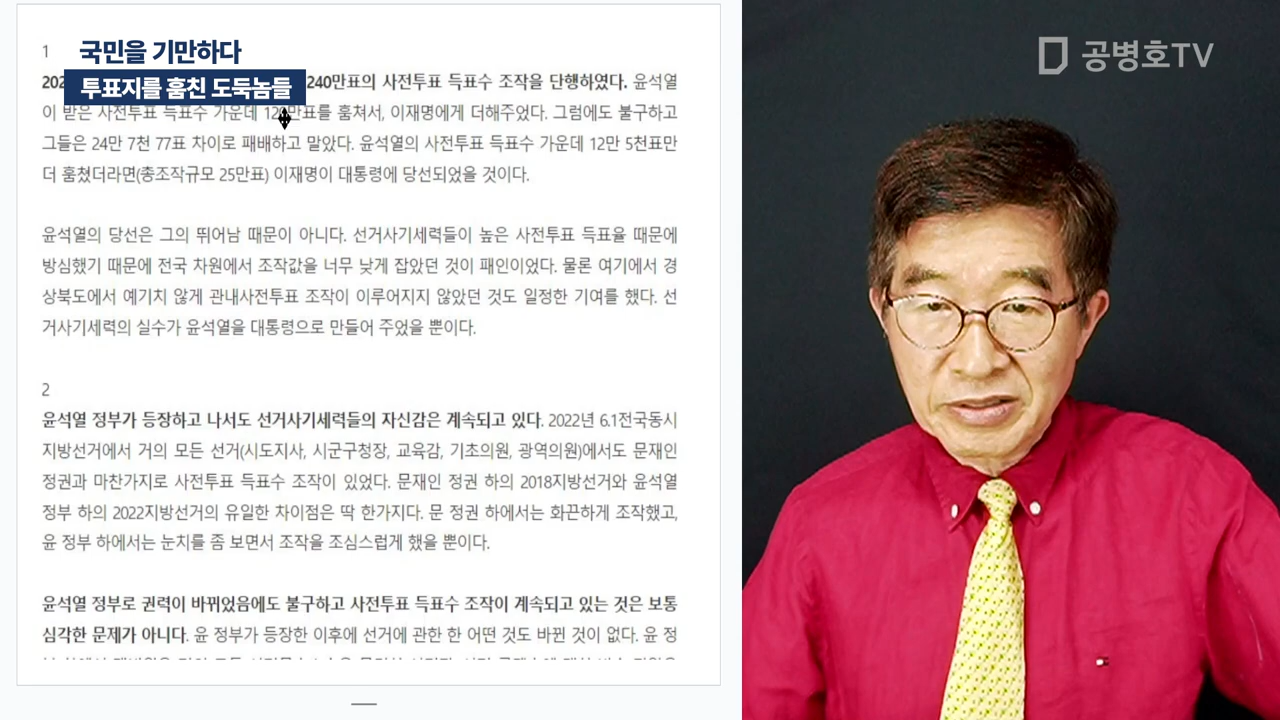 국민을 기만하다
투표지를 훔친 도둑놈들
공병호TV
1
240만표의 사전투표 득표수 조작을 단행하였다. 윤석열
이 받은 사전투표 득표수 가운데 만표를 훔쳐서, 이재명에게 더해주었다. 그럼에도 불구하고
그들은 24만 7천 77표 차이로 패배하고 말았다. 윤석열의 사전투표 득표수 가운데 12만 5천표만
더 훔쳤더라면(총조작규모 25만표) 이재명이 대통령에 당선되었을 것이다.
윤석열의 당선은 그의 뛰어남 때문이 아니다. 선거사기세력들이 높은 사전투표 득표율 때문에
방심했기 때문에 전국 차원에서 조작값을 너무 낮게 잡았던 것이 패인이었다. 물론 여기에서 경
상북도에서 예기치 않게 관내사전투표 조작이 이루어지지 않았던 것도 일정한 기여를 했다. 선
거사기세력의 실수가 윤석열을 대통령으로 만들어 주었을 뿐이다.
2
윤석열 정부가 등장하고 나서도 선거사기세력들의 자신감은 계속되고 있다. 2022년 6.1전국동시
지방선거에서 거의 모든 선거(시도지사, 시군구청장, 교육감, 기초의원, 광역의원)에서도 문재인
정권과 마찬가지로 사전투표 득표수 조작이 있었다. 문재인 정권 하의 2018지방선거와 윤석열
정부 하의 2022지방선거의 유일한 차이점은 딱 한가지다. 문 정권 하에서는 화끈하게 조작했고,
윤 정부 하에서는 눈치를 좀 보면서 조작을 조심스럽게 했을 뿐이다.
윤석열 정부로 권력이 바뀌었음에도 불구하고 사전투표 득표수 조작이 계속되고 있는 것은 보통
심각한 문제가 아니다. 윤 정부가 등장한 이후에 선거에 관한 한 어떤 것도 바뀐 것이 없다. 윤 정